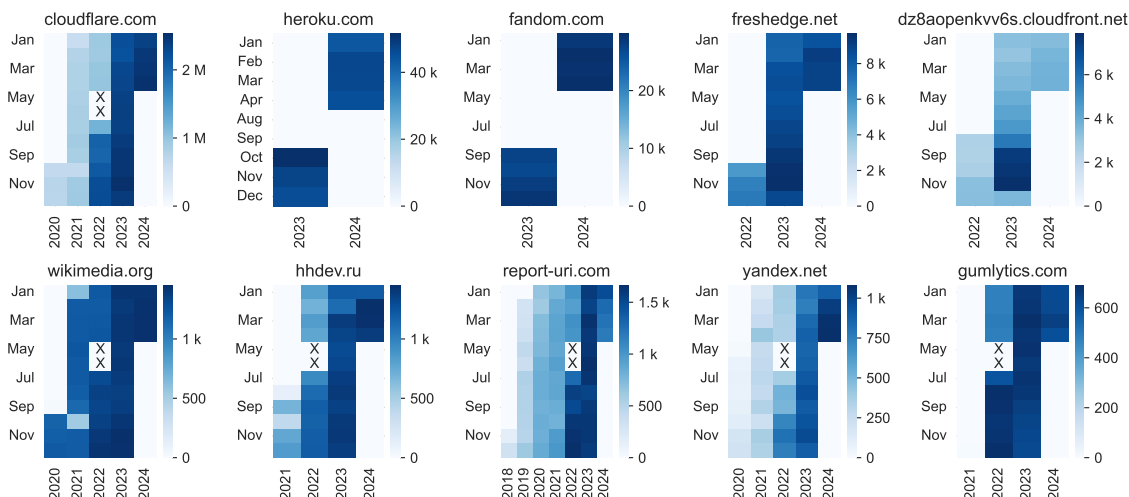 cloudflare.com
Jan
Mar
May
Jul
Sep
Nov
X
X
2 M
1 M
0
2020
2021
2022
2023
2024
heroku.com
Jan
Feb
Mar
Apr
Aug
Sep
Oct
Nov
Dec
40 k
20 k
0
2023
2024
fandom.com
Jan
Mar
May
Jul
Sep
Nov
20 k
10 k
0
2023
2024
freshedge.net
Jan
Mar
May
Jul
Sep
Nov
8 k
6 k
4 k
2 k
0
2022
2023
2024
dz8aopenkvv6s.cloudfront.net
Jan
Mar
May
Jul
Sep
Nov
6 k
4 k
2 k
0
2022
2023
2024
wikimedia.org
Jan
Mar
May
Jul
Sep
Nov
X
X
1 k
500
0
2020
2021
2022
2023
2024
hhdev.ru
Jan
Mar
May
Jul
Sep
Nov
X
X
1 k
500
0
2021
2022
2023
2024
report-uri.com
Jan
Mar
May
Jul
Sep
Nov
X
X
1.5 k
1 k
500
0
2018
2019
2020
2021
2022
2023
2024
yandex.net
Jan
Mar
May
Jul
Sep
Nov
X
X
1 k
750
500
250
0
2020
2021
2022
2023
2024
gumlytics.com
Jan
Mar
May
Jul
Sep
Nov
X
X
600
400
200
0
2021
2022
2023
2024